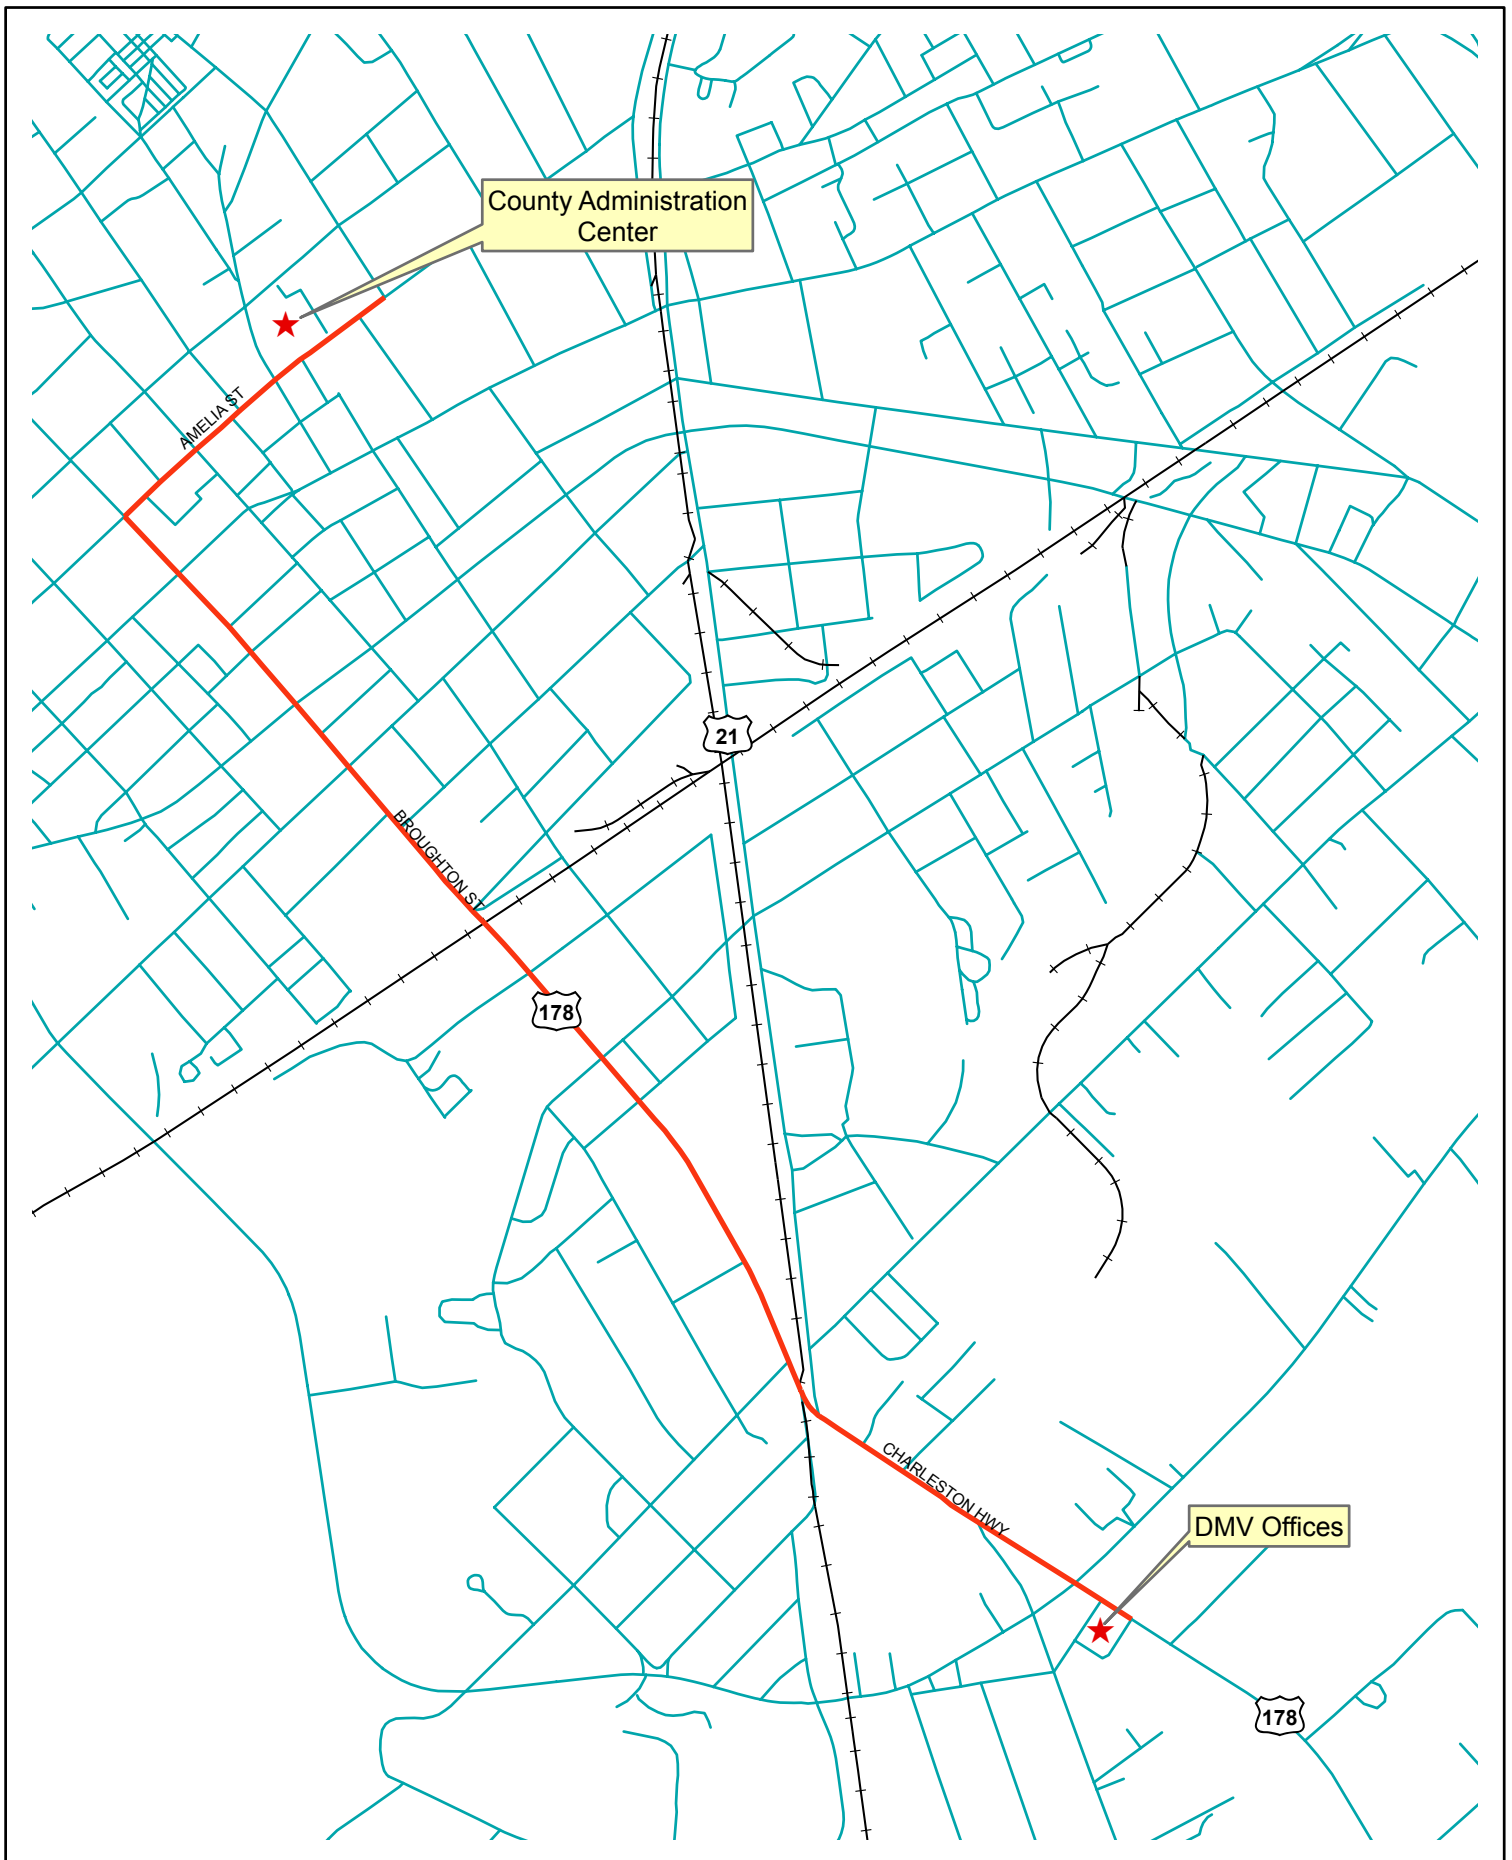 County Administration
Center
AMELIA ST
21
BROUGHTON ST
178
CHARLESTON HWY
DMV Offices
178